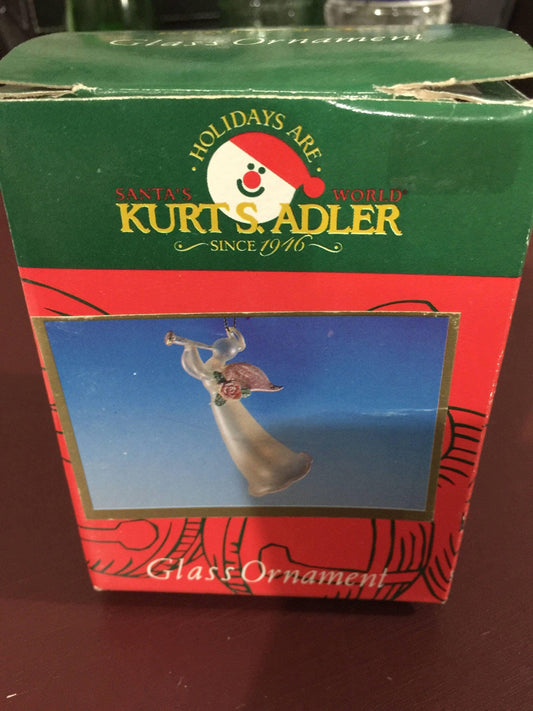 Glass Ornament
· HOLIDAYS ARE ·
SANTA'S WORLD
KURT S. ADLER
SINCE 1946
Glass Ornament